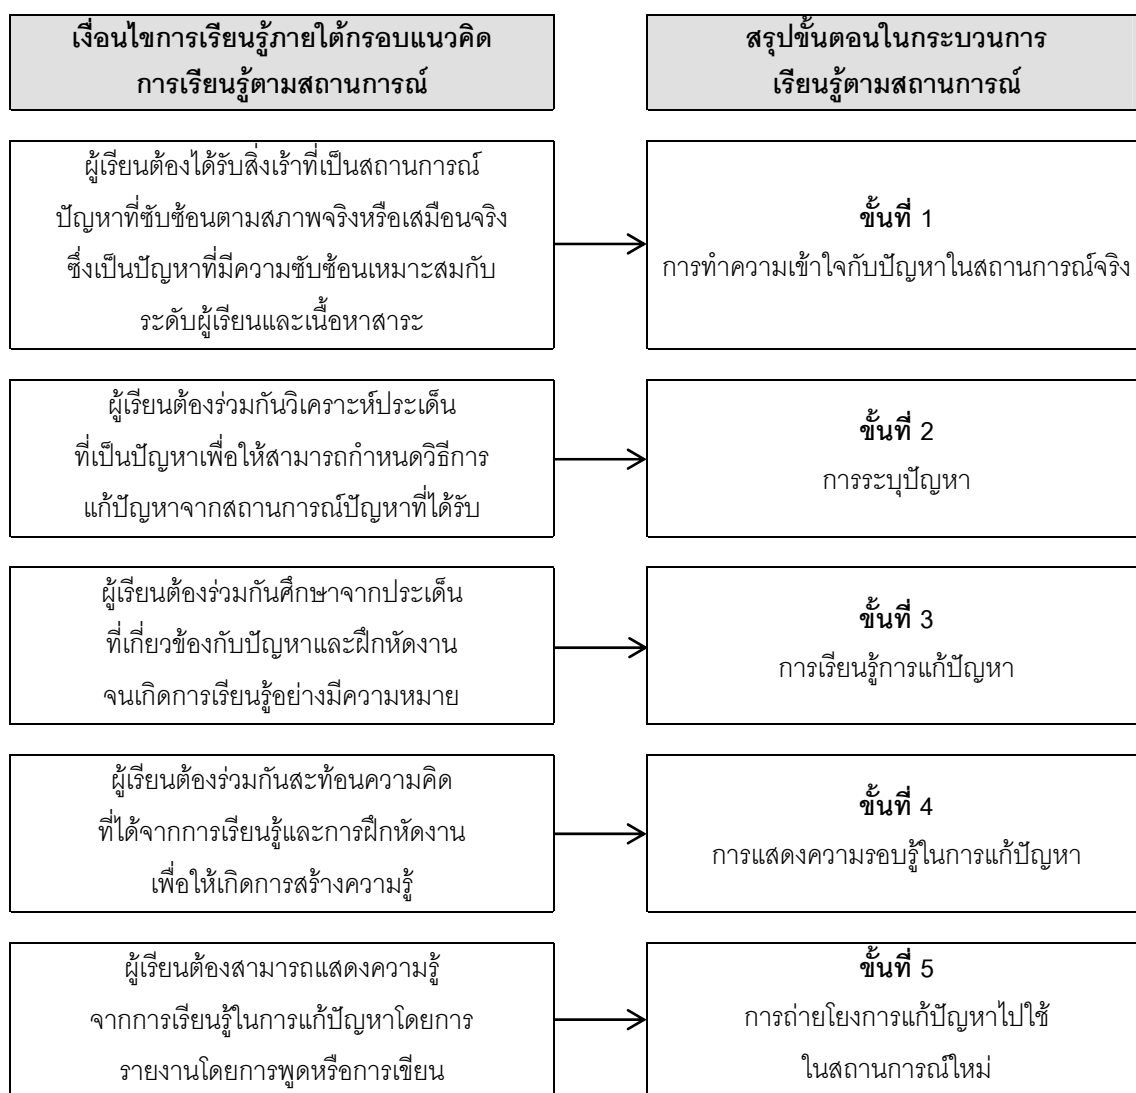 เงื่อนไขการเรียนรู้ภายใต้กรอบแนวคิด
การเรียนรู้ตามสถานการณ์
สรุปขั้นตอนในกระบวนการ
เรียนรู้ตามสถานการณ์
ผู้เรียนต้องได้รับสิ่งเร้าที่เป็นสถานการณ์
ปัญหาที่ซับซ้อนตามสภาพจริงหรือเสมือนจริง
ซึ่งเป็นปัญหาที่มีความซับซ้อนเหมาะสมกับ
ระดับผู้เรียนและเนื้อหาสาระ
ขั้นที่ 1
การทำความเข้าใจกับปัญหาในสถานการณ์จริง
ผู้เรียนต้องร่วมกันวิเคราะห์ประเด็น
ที่เป็นปัญหาเพื่อให้สามารถกำหนดวิธีการ
แก้ปัญหาจากสถานการณ์ปัญหาที่ได้รับ
ขั้นที่ 2
การระบุปัญหา
ผู้เรียนต้องร่วมกันศึกษาจากประเด็น
ที่เกี่ยวข้องกับปัญหาและฝึกหัดงาน
จนเกิดการเรียนรู้อย่างมีความหมาย
ขั้นที่ 3
การเรียนรู้การแก้ปัญหา
ผู้เรียนต้องร่วมกันสะท้อนความคิด
ที่ได้จากการเรียนรู้และการฝึกหัดงาน
เพื่อให้เกิดการสร้างความรู้
ขั้นที่ 4
การแสดงความรอบรู้ในการแก้ปัญหา
ผู้เรียนต้องสามารถแสดงความรู้
จากการเรียนรู้ในการแก้ปัญหาโดยการ
รายงานโดยการพูดหรือการเขียน
ขั้นที่ 5
การถ่ายโยงการแก้ปัญหาไปใช้
ในสถานการณ์ใหม่